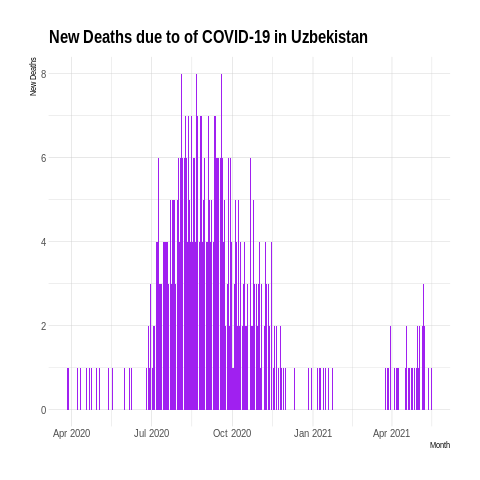 New Deaths due to of COVID-19 in Uzbekistan
New Deaths
8
6
4
2
0
Apr 2020 Jul 2020 Oct 2020 Jan 2021 Apr 2021
Month